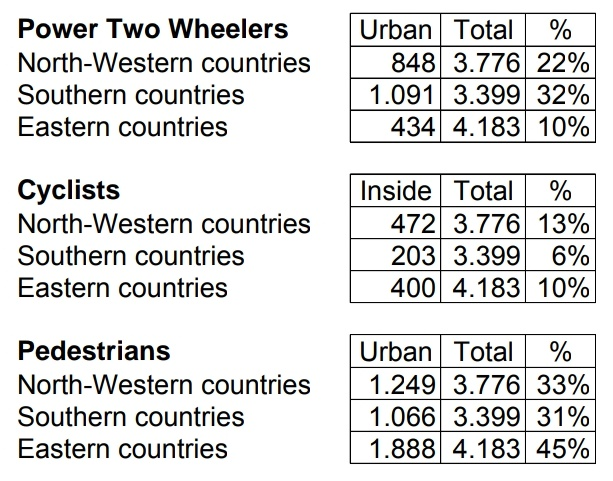 Power Two Wheelers Urban Total %
North-Western countries 848 3.776 22%
Southern countries 1.091 3.399 32%
Eastern countries 434 4.183 10%
Cyclists Inside Total %
North-Western countries 472 3.776 13%
Southern countries 203 3.399 6%
Eastern countries 400 4.183 10%
Pedestrians Urban Total %
North-Western countries 1.249 3.776 33%
Southern countries 1.066 3.399 31%
Eastern countries 1.888 4.183 45%